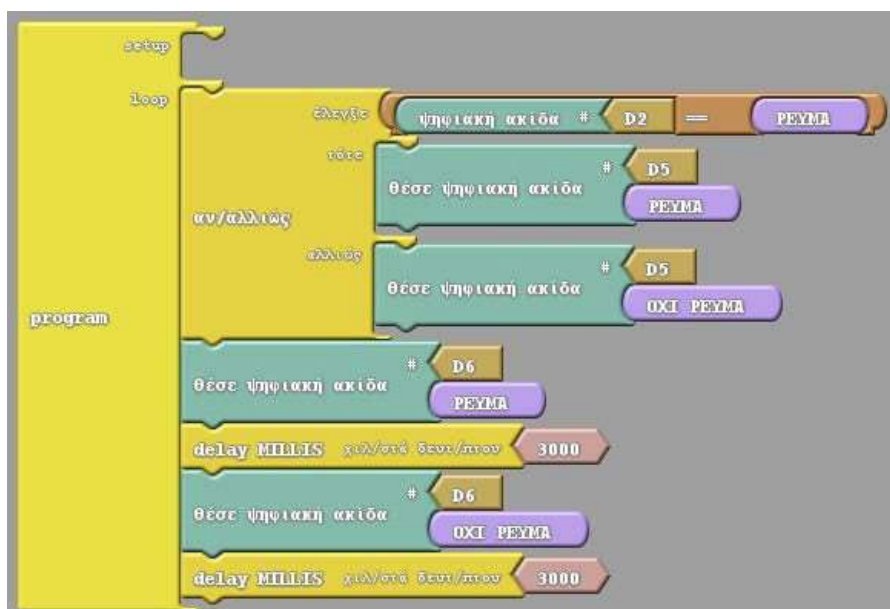 setup
loop
έλεγξε ψηφιακή ακίδα # D2 == ΡΕΥΜΑ
τότε
θέσε ψηφιακή ακίδα # D5
ΡΕΥΜΑ
αν/αλλιώς
αλλιώς
θέσε ψηφιακή ακίδα # D5
ΟΧΙ ΡΕΥΜΑ
program
θέσε ψηφιακή ακίδα # D6
ΡΕΥΜΑ
delay MILLIS χιλ/στά δευτ/πτου 3000
θέσε ψηφιακή ακίδα # D6
ΟΧΙ ΡΕΥΜΑ
delay MILLIS χιλ/στά δευτ/πτου 3000